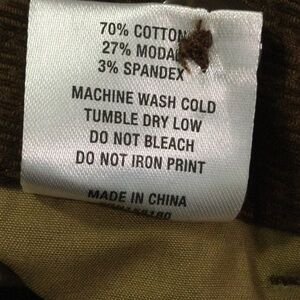 70% COTTON
27% MODAL
3% SPANDEX
MACHINE WASH COLD
TUMBLE DRY LOW
DO NOT BLEACH
DO NOT IRON PRINT
MADE IN CHINA